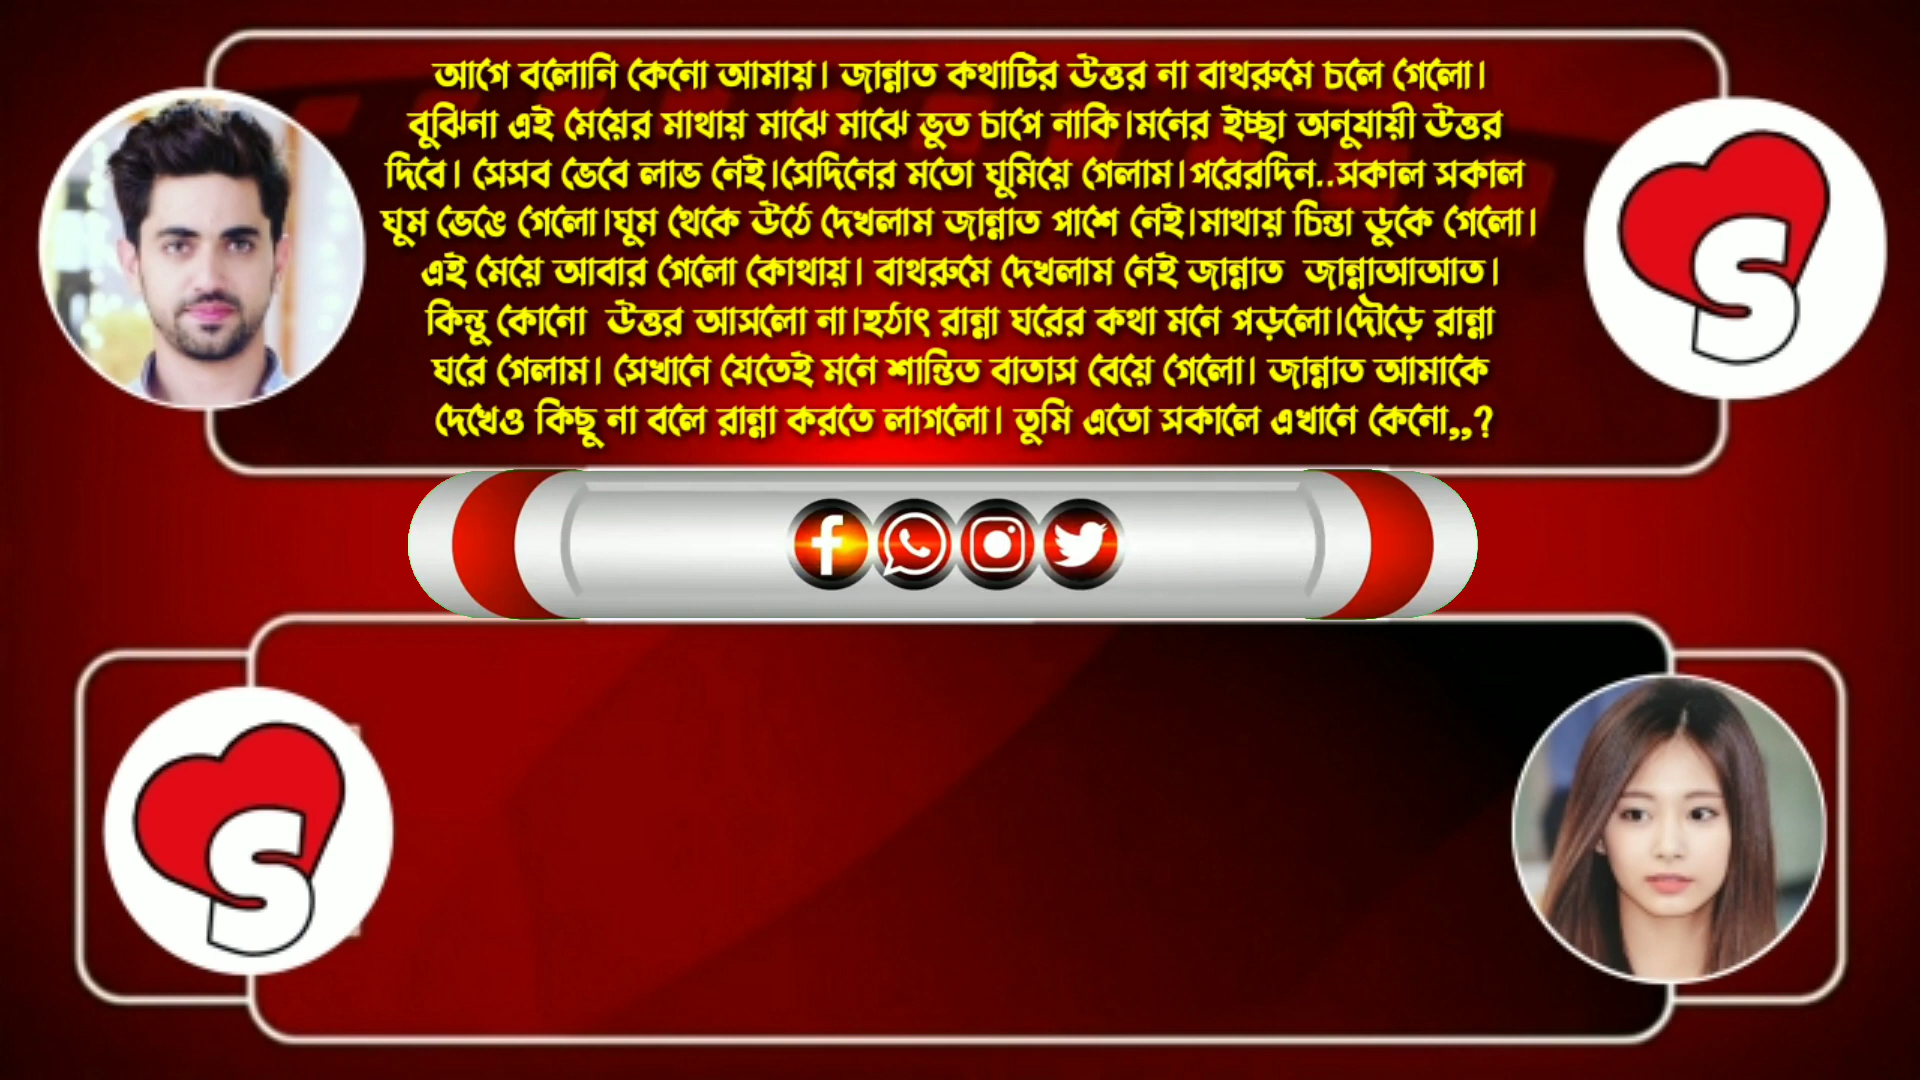 আগে বলোনি কেনো আমায়। জান্নাত কথাটির উত্তর না বাথরুমে চলে গেলো।
বুঝিনা এই মেয়ের মাথায় মাঝে মাঝে ভুত চাপে নাকি।মনের ইচ্ছা অনুযায়ী উত্তর
দিবে। সেসব ভেবে লাভ নেই।সেদিনের মতো ঘুমিয়ে গেলাম।পরেরদিন..সকাল সকাল
ঘুম ভেঙে গেলো।ঘুম থেকে উঠে দেখলাম জান্নাত পাশে নেই।মাথায় চিন্তা ডুকে গেলো।
এই মেয়ে আবার গেলো কোথায়। বাথরুমে দেখলাম নেই জান্নাত জান্নাআআত।
কিন্তু কোনো উত্তর আসলো না।হঠাৎ রান্না ঘরের কথা মনে পড়লো।দৌড়ে রান্না
ঘরে গেলাম। সেখানে যেতেই মনে শান্তিত বাতাস বেয়ে গেলো। জান্নাত আমাকে
দেখেও কিছু না বলে রান্না করতে লাগলো। তুমি এতো সকালে এখানে কেনো,,?
S
S